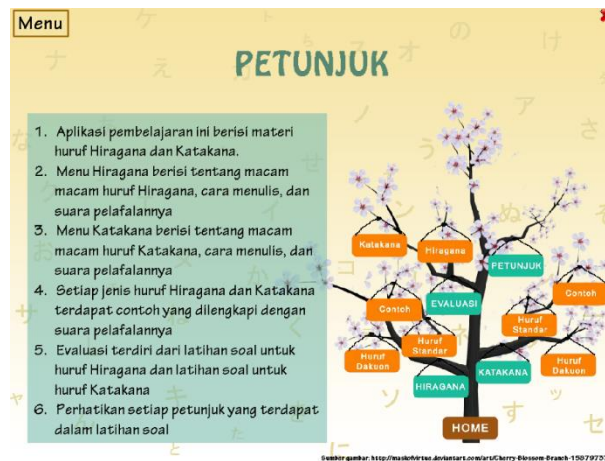 Menu
PETUNJUK
1. Aplikasi pembelajaran ini berisi materi
huruf Hiragana dan Katakana.
2. Menu Hiragana berisi tentang macam
macam huruf Hiragana, cara menulis, dan
suara pelafalannya
3. Menu Katakana berisi tentang macam
macam huruf Katakana, cara menulis, dan
suara pelafalannya
4. Setiap jenis huruf Hiragana dan Katakana
terdapat contoh yang dilengkapi dengan
suara pelafalannya
5. Evaluasi terdiri dari latihan soal untuk
huruf Hiragana dan latihan soal untuk
huruf Katakana
6. Perhatikan setiap petunjuk yang terdapat
dalam latihan soal
Katakana
Hiragana
PETUNJUK
EVALUASI
Contoh
Contoh
Huruf
Standar
Huruf
Standar
Huruf
Dakuon
Huruf
Dakuon
HIRAGANA
KATAKANA
HOME